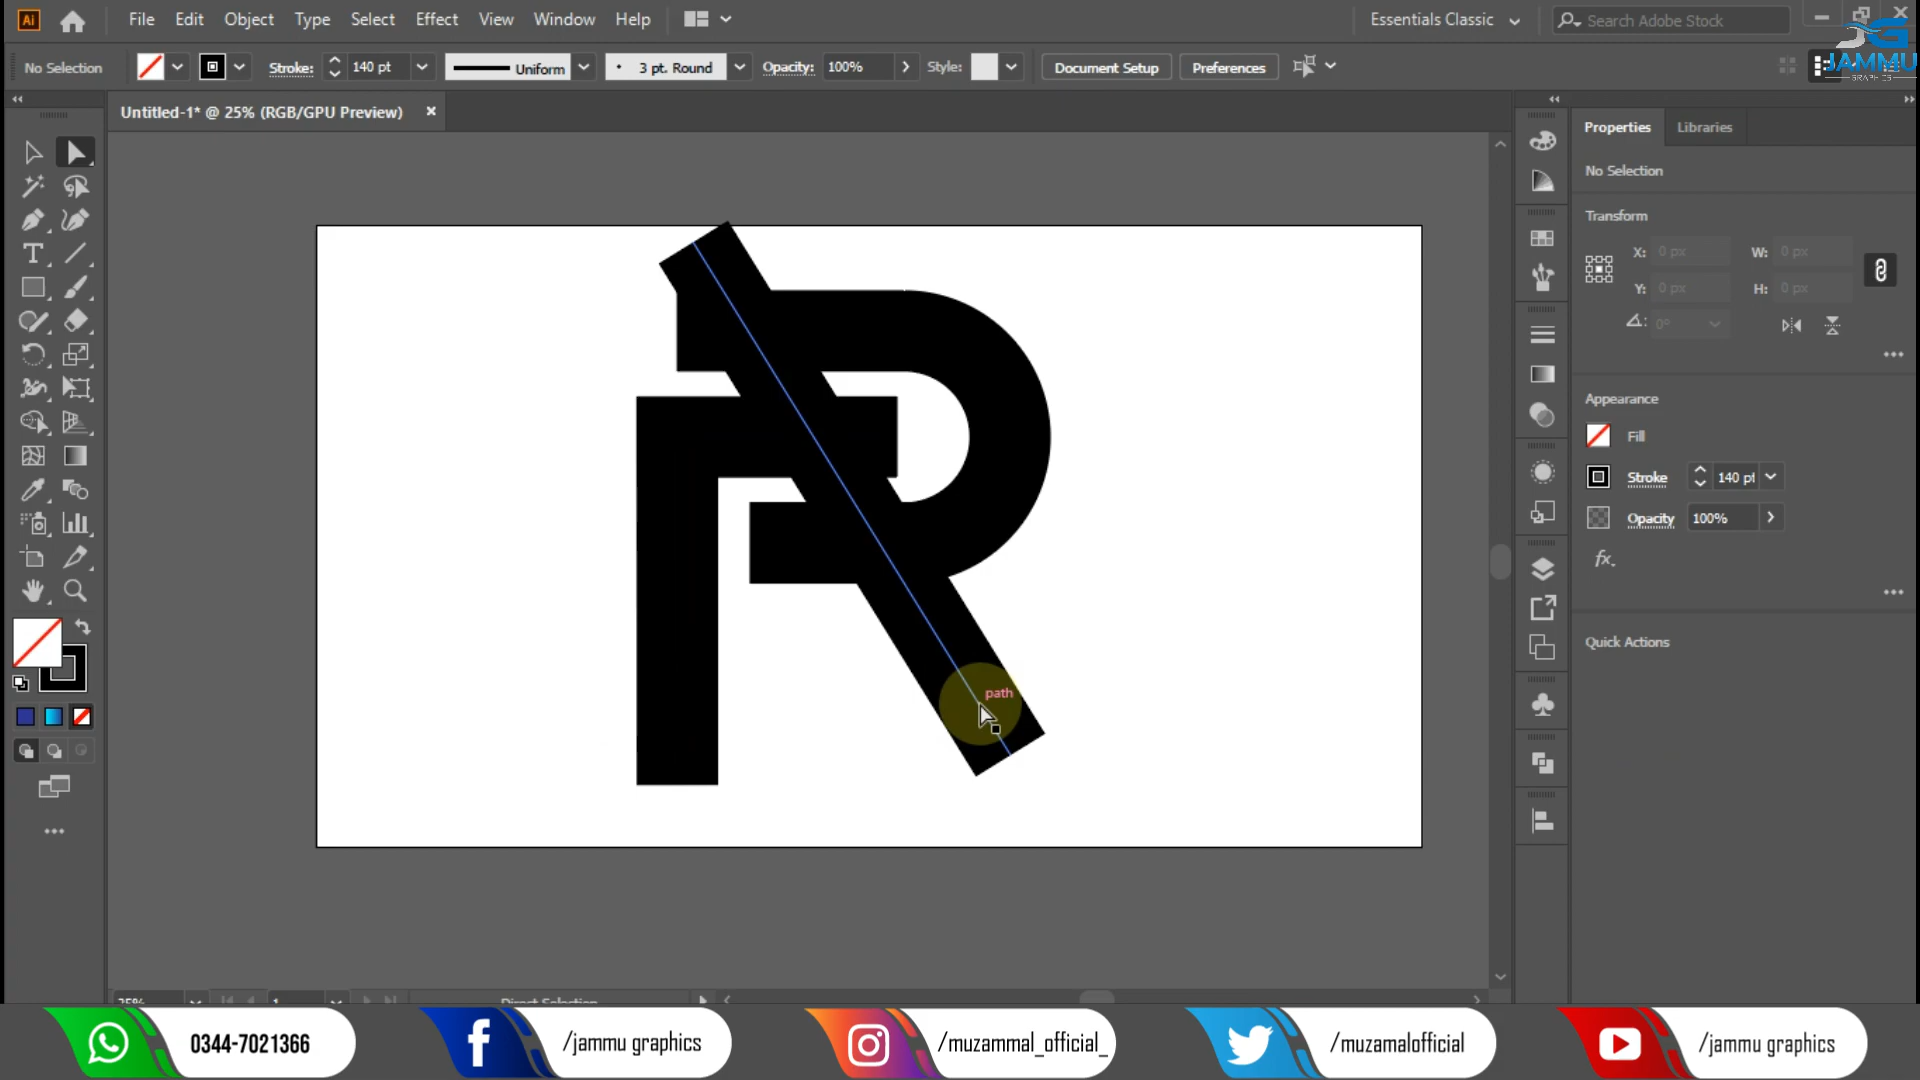 Ai File Edit Object Type Select Effect View Window Help Essentials Classic Search Adobe Stock
JG
JAMMU
GRAPHICS
No Selection Stroke: 140 pt Uniform 3 pt. Round Opacity: 100% Style: Document Setup Preferences
Untitled-1* @ 25% (RGB/GPU Preview) ×
Properties Libraries
No Selection
Transform
X: 0 px W: 0 px
Y: 0 px H: 0 px
0°
Appearance
Fill
Stroke 140 pt
Opacity 100%
fx.
Quick Actions
path
25% 1 Direct Selection
0344-7021366
/jammu graphics
/muzammal_official_
/muzamalofficial
/jammu graphics